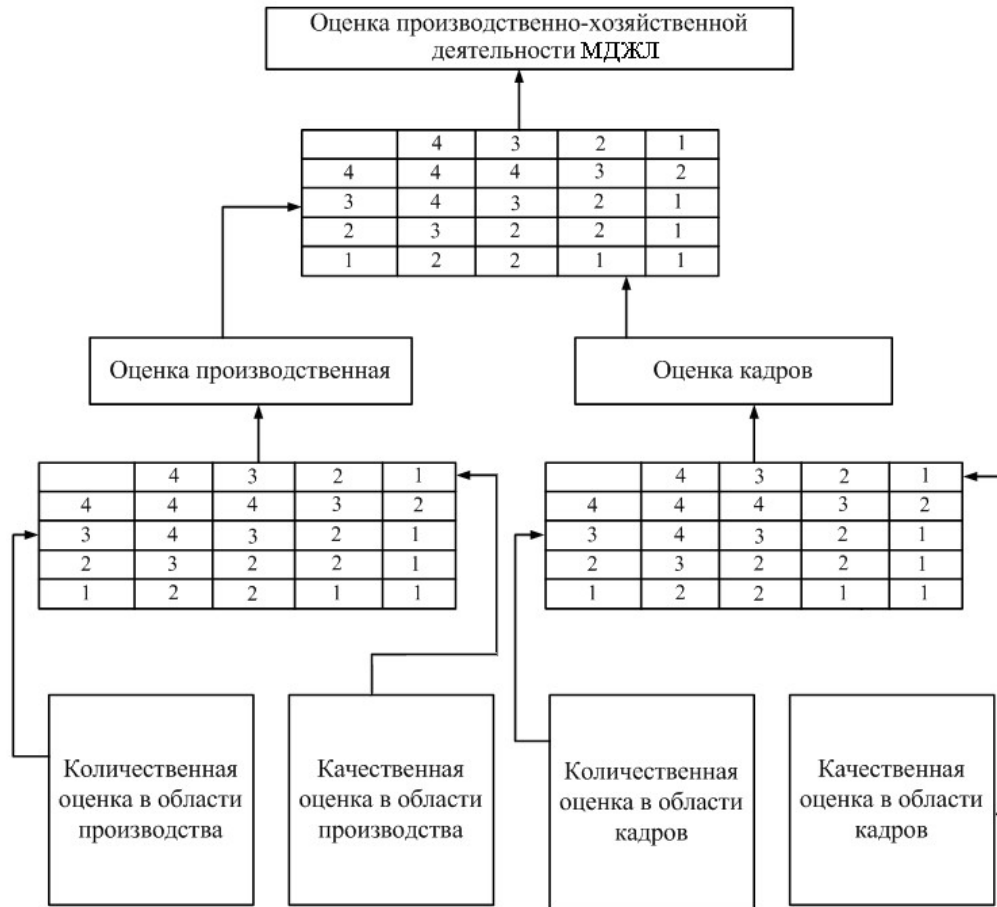 Оценка производственно-хозяйственной
деятельности МДЖЛ
4 3 2 1
4 4 4 3 2
3 4 3 2 1
2 3 2 2 1
1 2 2 1 1
Оценка производственная
Оценка кадров
4 3 2 1
4 4 4 3 2
3 4 3 2 1
2 3 2 2 1
1 2 2 1 1
4 3 2 1
4 4 4 3 2
3 4 3 2 1
2 3 2 2 1
1 2 2 1 1
Количественная
оценка в области
производства
Качественная
оценка в области
производства
Количественная
оценка в области
кадров
Качественная
оценка в области
кадров